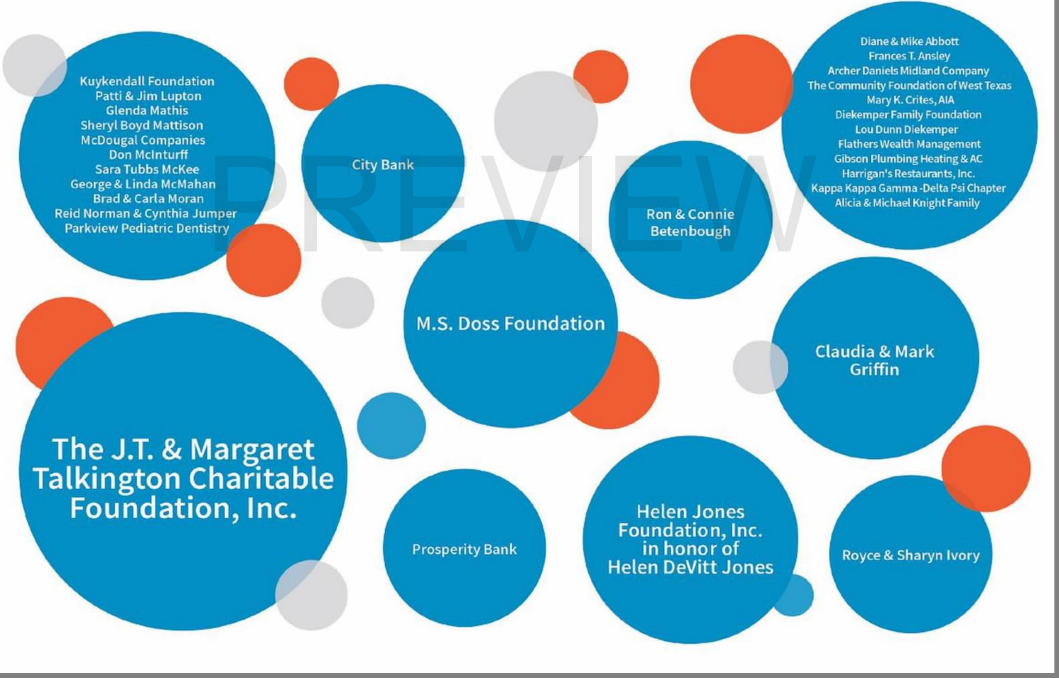 Kuykendall Foundation
Patti & Jim Lupton
Glenda Mathis
Sheryl Boyd Mattison
McDougal Companies
Don McInturff
Sara Tubbs McKee
George & Linda McMahan
Brad & Carla Moran
Reid Norman & Cynthia Jumper
Parkview Pediatric Dentistry
City Bank
Diane & Mike Abbott
Frances T. Ansley
Archer Daniels Midland Company
The Community Foundation of West Texas
Mary K. Crites, AIA
Diekemper Family Foundation
Lou Dunn Diekemper
Flathers Wealth Management
Gibson Plumbing Heating & AC
Harrigan's Restaurants, Inc.
Kappa Kappa Gamma -Delta Psi Chapter
Alicia & Michael Knight Family
PREVIEW
Ron & Connie
Betenbough
M.S. Doss Foundation
Claudia & Mark
Griffin
The J.T. & Margaret
Talkington Charitable
Foundation, Inc.
Prosperity Bank
Helen Jones
Foundation, Inc.
in honor of
Helen DeVitt Jones
Royce & Sharyn Ivory